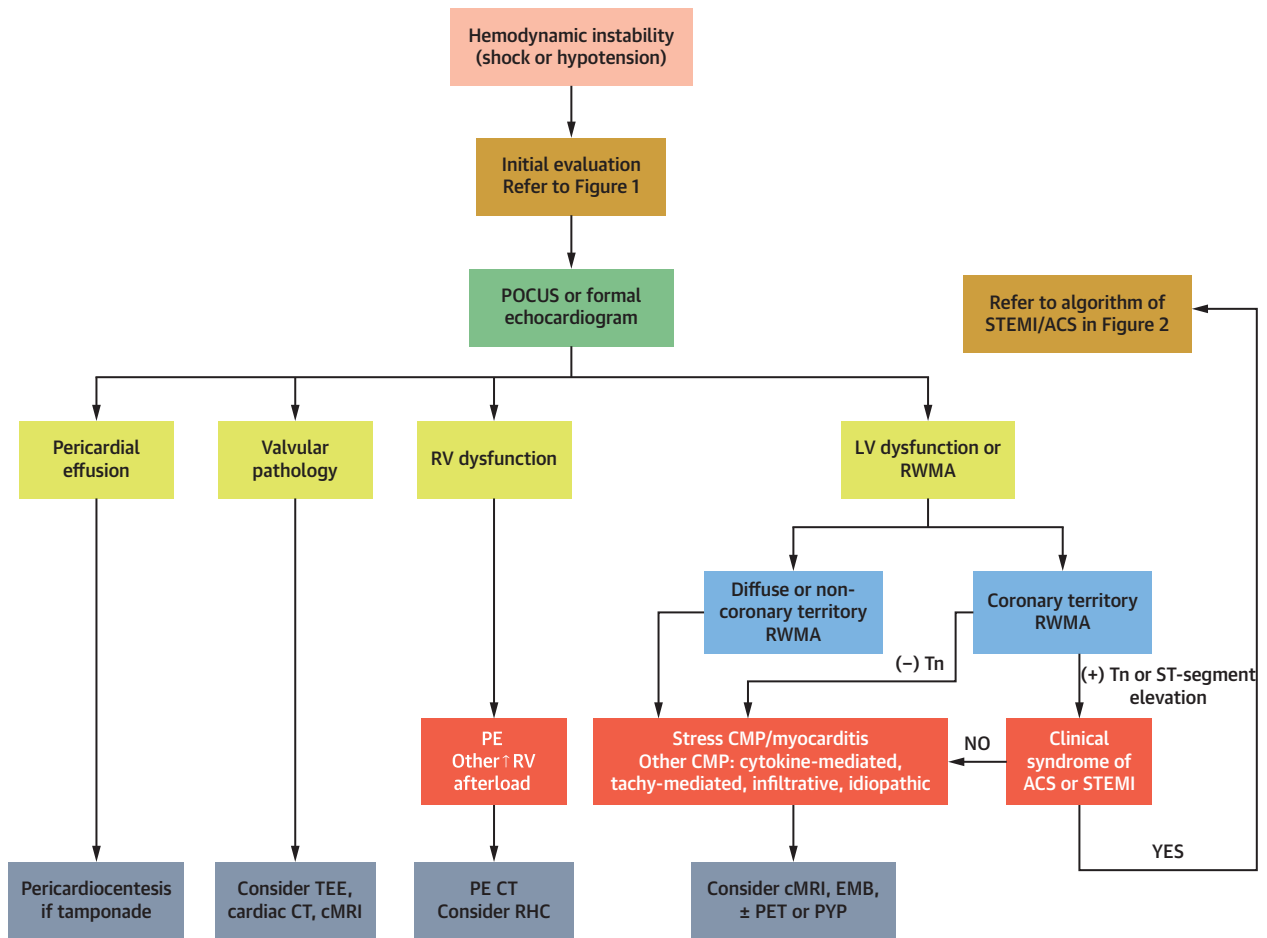 Hemodynamic instability
(shock or hypotension)
Initial evaluation
Refer to Figure 1
POCUS or formal
echocardiogram
Refer to algorithm of
STEMI/ACS in Figure 2
Pericardial
effusion
Valvular
pathology
RV dysfunction
LV dysfunction or
RWMA
Diffuse or non-
coronary territory
RWMA
Coronary territory
RWMA
(−) Tn
(+) Tn or ST-segment
elevation
PE
Other↑RV
afterload
Stress CMP/myocarditis
Other CMP: cytokine-mediated,
tachy-mediated, infiltrative, idiopathic
NO
Clinical
syndrome of
ACS or STEMI
YES
Pericardiocentesis
if tamponade
Consider TEE,
cardiac CT, cMRI
PE CT
Consider RHC
Consider cMRI, EMB,
± PET or PYP